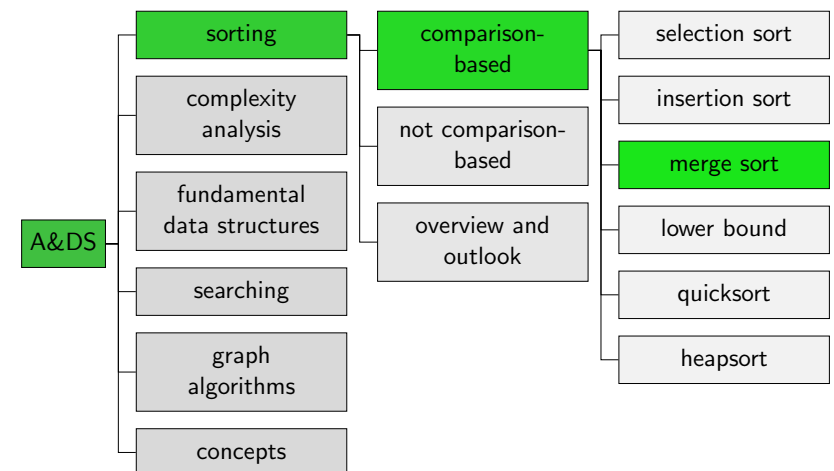 A&DS
sorting
complexity
analysis
fundamental
data structures
searching
graph
algorithms
concepts
comparison-
based
not comparison-
based
overview and
outlook
selection sort
insertion sort
merge sort
lower bound
quicksort
heapsort